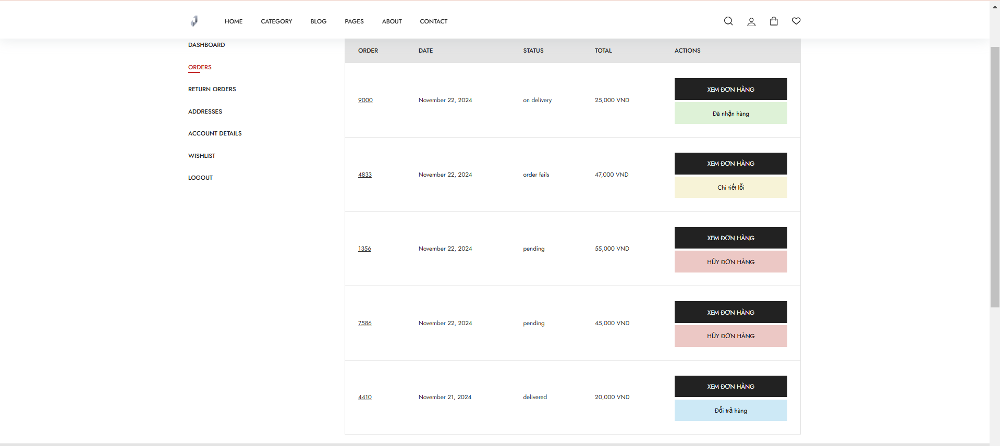 HOME CATEGORY BLOG PAGES ABOUT CONTACT
DASHBOARD
ORDERS
RETURN ORDERS
ADDRESSES
ACCOUNT DETAILS
WISHLIST
LOGOUT
ORDER DATE STATUS TOTAL ACTIONS
9000 November 22, 2024 on delivery 25,000 VND
XEM ĐƠN HÀNG
Đã nhận hàng
4833 November 22, 2024 order fails 47,000 VND
XEM ĐƠN HÀNG
Chi tiết lỗi
1356 November 22, 2024 pending 55,000 VND
XEM ĐƠN HÀNG
HỦY ĐƠN HÀNG
7586 November 22, 2024 pending 45,000 VND
XEM ĐƠN HÀNG
HỦY ĐƠN HÀNG
4410 November 21, 2024 delivered 20,000 VND
XEM ĐƠN HÀNG
Đổi trả hàng